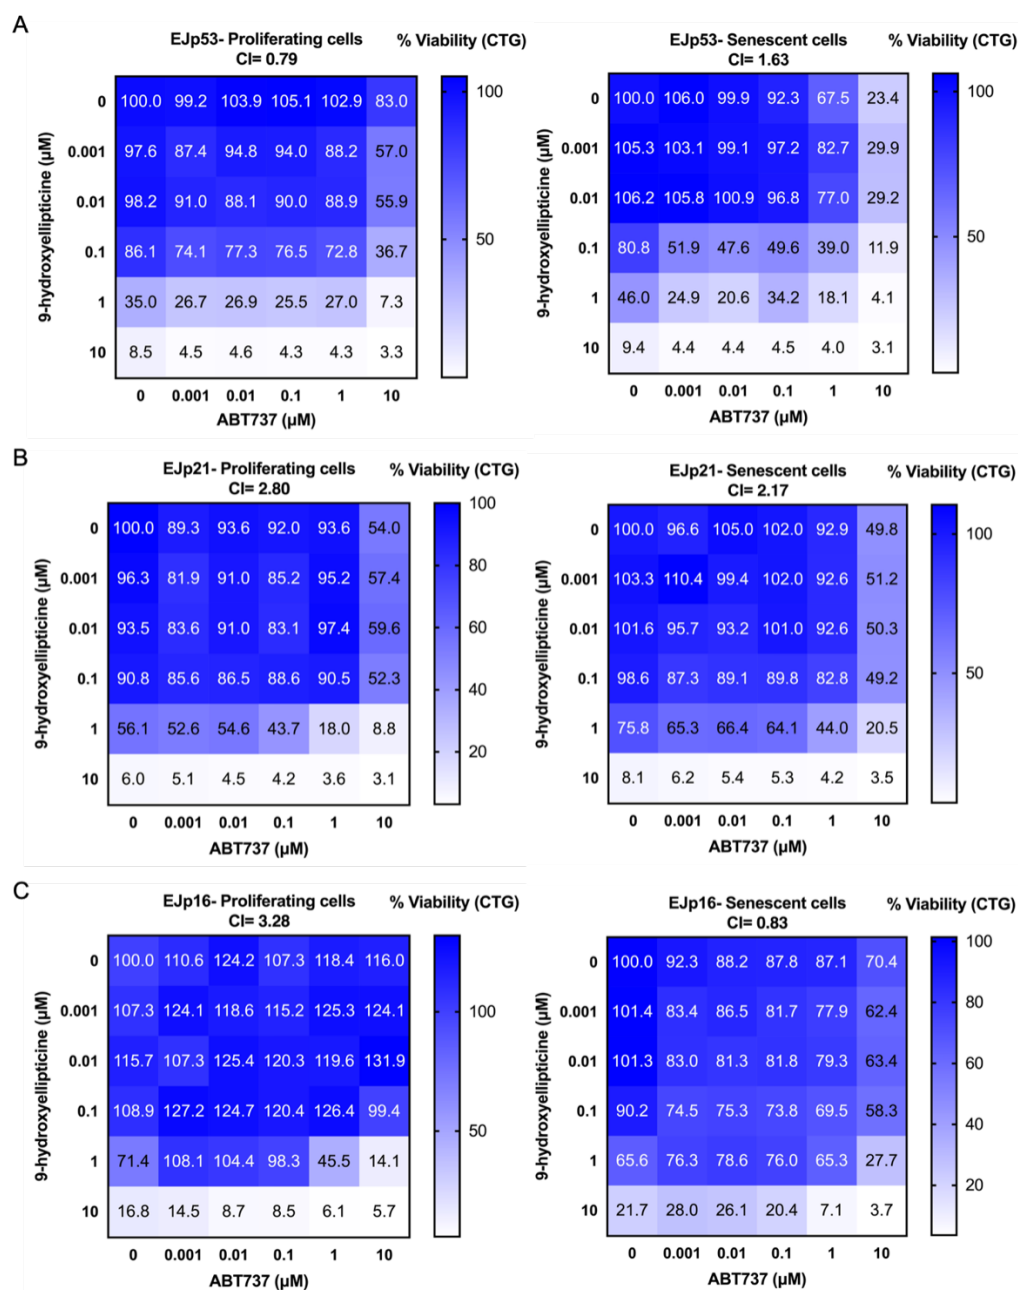 A
EJp53- Proliferating cells
CI= 0.79
% Viability (CTG)
9-hydroxyellipticine (µM)
0 100.0 99.2 103.9 105.1 102.9 83.0
0.001 97.6 87.4 94.8 94.0 88.2 57.0
0.01 98.2 91.0 88.1 90.0 88.9 55.9
0.1 86.1 74.1 77.3 76.5 72.8 36.7
1 35.0 26.7 26.9 25.5 27.0 7.3
10 8.5 4.5 4.6 4.3 4.3 3.3
0 0.001 0.01 0.1 1 10
ABT737 (µM)
100
50
EJp53- Senescent cells
CI= 1.63
% Viability (CTG)
9-hydroxyellipticine (µM)
0 100.0 106.0 99.9 92.3 67.5 23.4
0.001 105.3 103.1 99.1 97.2 82.7 29.9
0.01 106.2 105.8 100.9 96.8 77.0 29.2
0.1 80.8 51.9 47.6 49.6 39.0 11.9
1 46.0 24.9 20.6 34.2 18.1 4.1
10 9.4 4.4 4.4 4.5 4.0 3.1
0 0.001 0.01 0.1 1 10
ABT737 (µM)
100
50
B
EJp21- Proliferating cells
CI= 2.80
% Viability (CTG)
9-hydroxyellipticine (µM)
0 100.0 89.3 93.6 92.0 93.6 54.0
0.001 96.3 81.9 91.0 85.2 95.2 57.4
0.01 93.5 83.6 91.0 83.1 97.4 59.6
0.1 90.8 85.6 86.5 88.6 90.5 52.3
1 56.1 52.6 54.6 43.7 18.0 8.8
10 6.0 5.1 4.5 4.2 3.6 3.1
0 0.001 0.01 0.1 1 10
ABT737 (µM)
100
80
60
40
20
EJp21- Senescent cells
CI= 2.17
% Viability (CTG)
9-hydroxyellipticine (µM)
0 100.0 96.6 105.0 102.0 92.9 49.8
0.001 103.3 110.4 99.4 102.0 92.6 51.2
0.01 101.6 95.7 93.2 101.0 92.6 50.3
0.1 98.6 87.3 89.1 89.8 82.8 49.2
1 75.8 65.3 66.4 64.1 44.0 20.5
10 8.1 6.2 5.4 5.3 4.2 3.5
0 0.001 0.01 0.1 1 10
ABT737 (µM)
100
50
C
EJp16- Proliferating cells
CI= 3.28
% Viability (CTG)
9-hydroxyellipticine (µM)
0 100.0 110.6 124.2 107.3 118.4 116.0
0.001 107.3 124.1 118.6 115.2 125.3 124.1
0.01 115.7 107.3 125.4 120.3 119.6 131.9
0.1 108.9 127.2 124.7 120.4 126.4 99.4
1 71.4 108.1 104.4 98.3 45.5 14.1
10 16.8 14.5 8.7 8.5 6.1 5.7
0 0.001 0.01 0.1 1 10
ABT737 (µM)
100
50
EJp16- Senescent cells
CI= 0.83
% Viability (CTG)
9-hydroxyellipticine (µM)
0 100.0 92.3 88.2 87.8 87.1 70.4
0.001 101.4 83.4 86.5 81.7 77.9 62.4
0.01 101.3 83.0 81.3 81.8 79.3 63.4
0.1 90.2 74.5 75.3 73.8 69.5 58.3
1 65.6 76.3 78.6 76.0 65.3 27.7
10 21.7 28.0 26.1 20.4 7.1 3.7
0 0.001 0.01 0.1 1 10
ABT737 (µM)
100
80
60
40
20